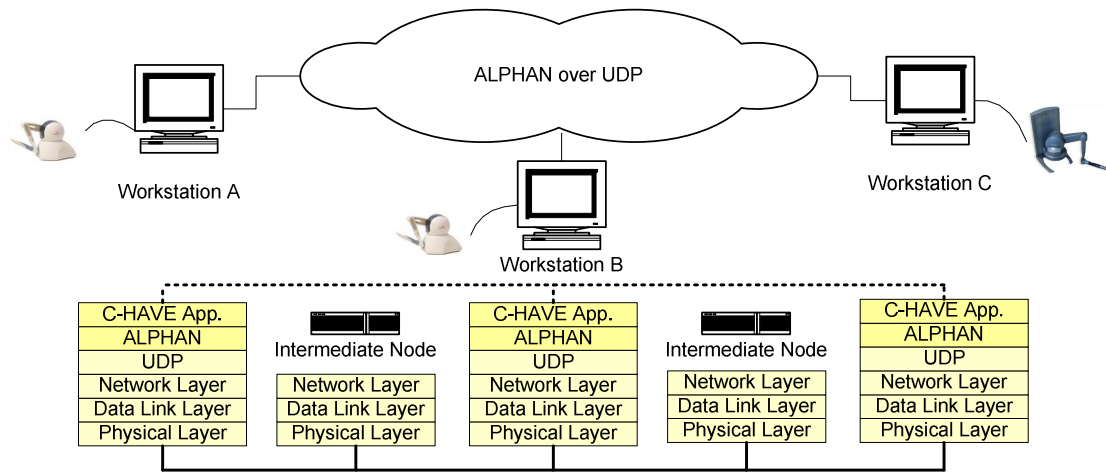 ALPHAN over UDP
Workstation A
Workstation C
Workstation B
C-HAVE App.
ALPHAN
UDP
Network Layer
Data Link Layer
Physical Layer
Intermediate Node
Network Layer
Data Link Layer
Physical Layer
C-HAVE App.
ALPHAN
UDP
Network Layer
Data Link Layer
Physical Layer
Intermediate Node
Network Layer
Data Link Layer
Physical Layer
C-HAVE App.
ALPHAN
UDP
Network Layer
Data Link Layer
Physical Layer